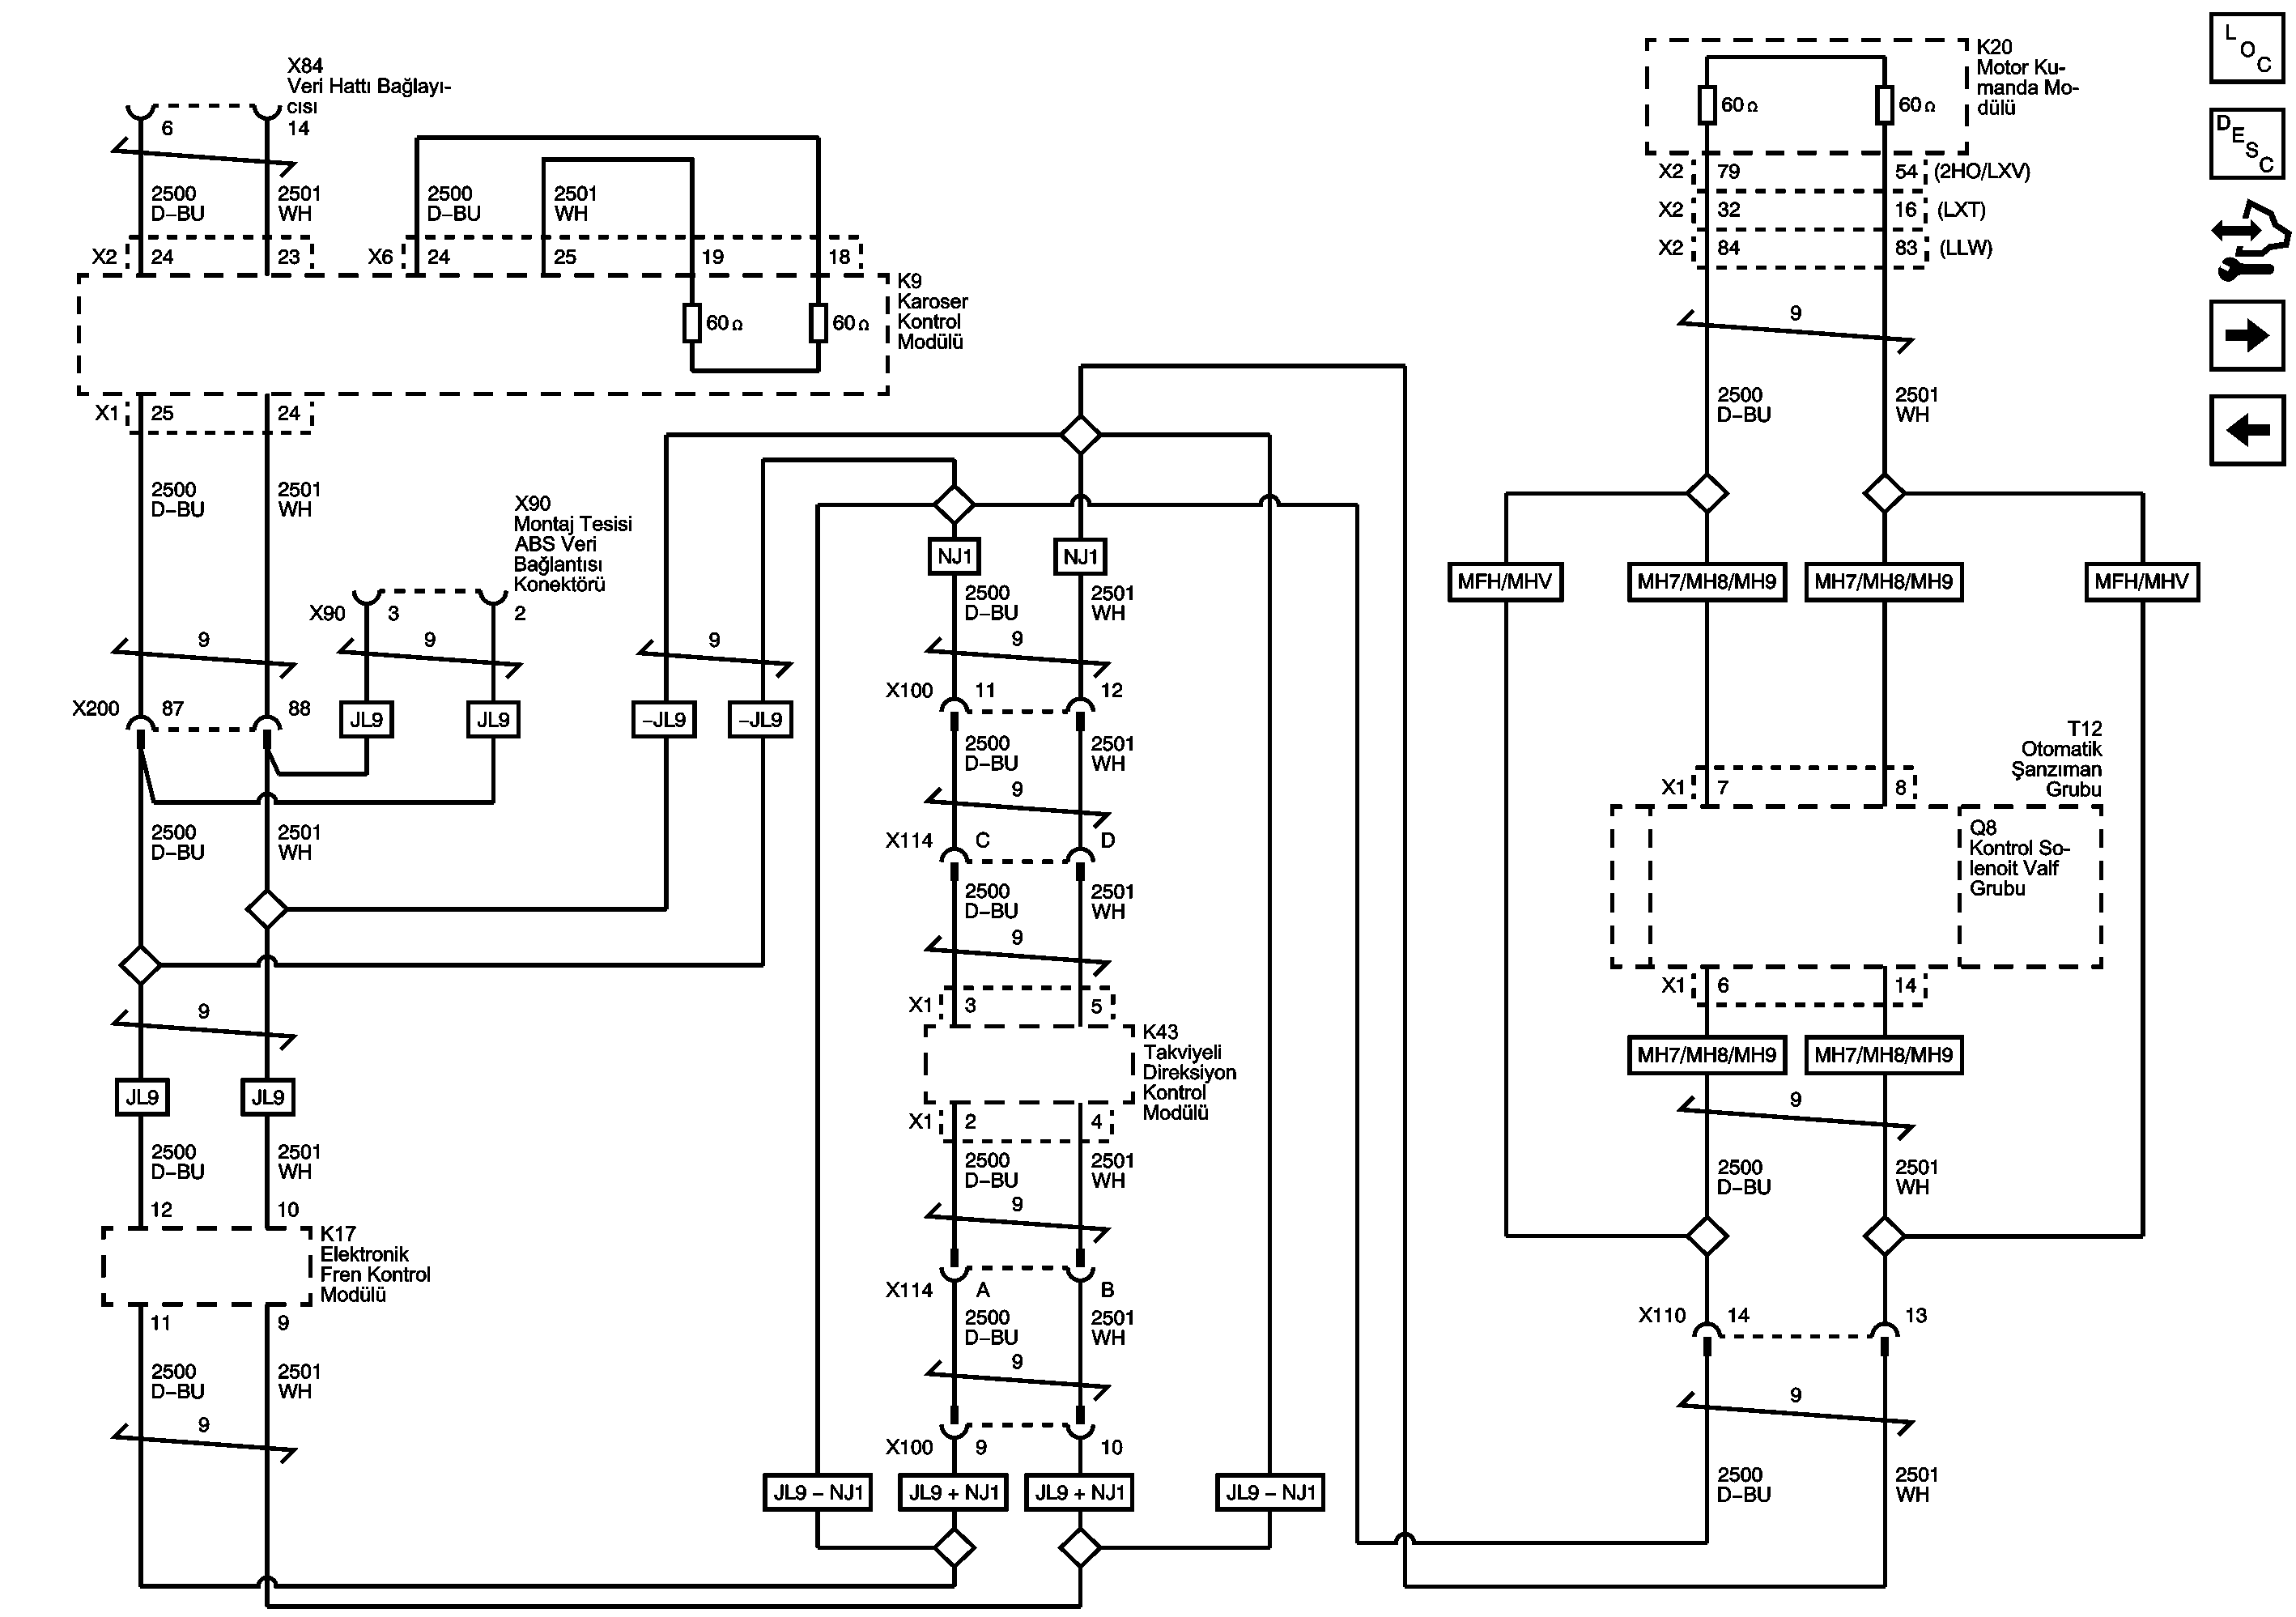 X84
Veri Hattı Bağlayı-
cısı
6
14
2500
D–BU
2501
WH
2500
D–BU
2501
WH
X2
24
23
X6
24
25
19
18
60 Ω
60 Ω
K9
Karoser
Kontrol
Modülü
X1
25
24
2500
D–BU
2501
WH
X90
Montaj Tesisi
ABS Veri
Bağlantısı
Konektörü
X90
3
2
9
9
9
X200
87
88
JL9
JL9
–JL9
–JL9
2500
D–BU
2501
WH
9
JL9
JL9
2500
D–BU
2501
WH
12
10
K17
Elektronik
Fren Kontrol
Modülü
11
9
2500
D–BU
2501
WH
9
NJ1
NJ1
2500
D–BU
2501
WH
9
X100
11
12
2500
D–BU
2501
WH
9
X114
C
D
2500
D–BU
2501
WH
9
X1
3
5
K43
Takviyeli
Direksiyon
Kontrol
Modülü
X1
2
4
2500
D–BU
2501
WH
9
X114
A
B
2500
D–BU
2501
WH
9
X100
9
10
JL9 – NJ1
JL9 + NJ1
JL9 + NJ1
JL9 – NJ1
K20
Motor Ku-
manda Mo-
dülü
60 Ω
60 Ω
X2
79
54
(2HO/LXV)
X2
32
16
(LXT)
X2
84
83
(LLW)
9
2500
D–BU
2501
WH
MFH/MHV
MH7/MH8/MH9
MH7/MH8/MH9
MFH/MHV
T12
Otomatik
Şanzıman
Grubu
X1
7
8
Q8
Kontrol So-
lenoit Valf
Grubu
X1
6
14
MH7/MH8/MH9
MH7/MH8/MH9
9
2500
D–BU
2501
WH
X110
14
13
9
2500
D–BU
2501
WH
LOC
DESC